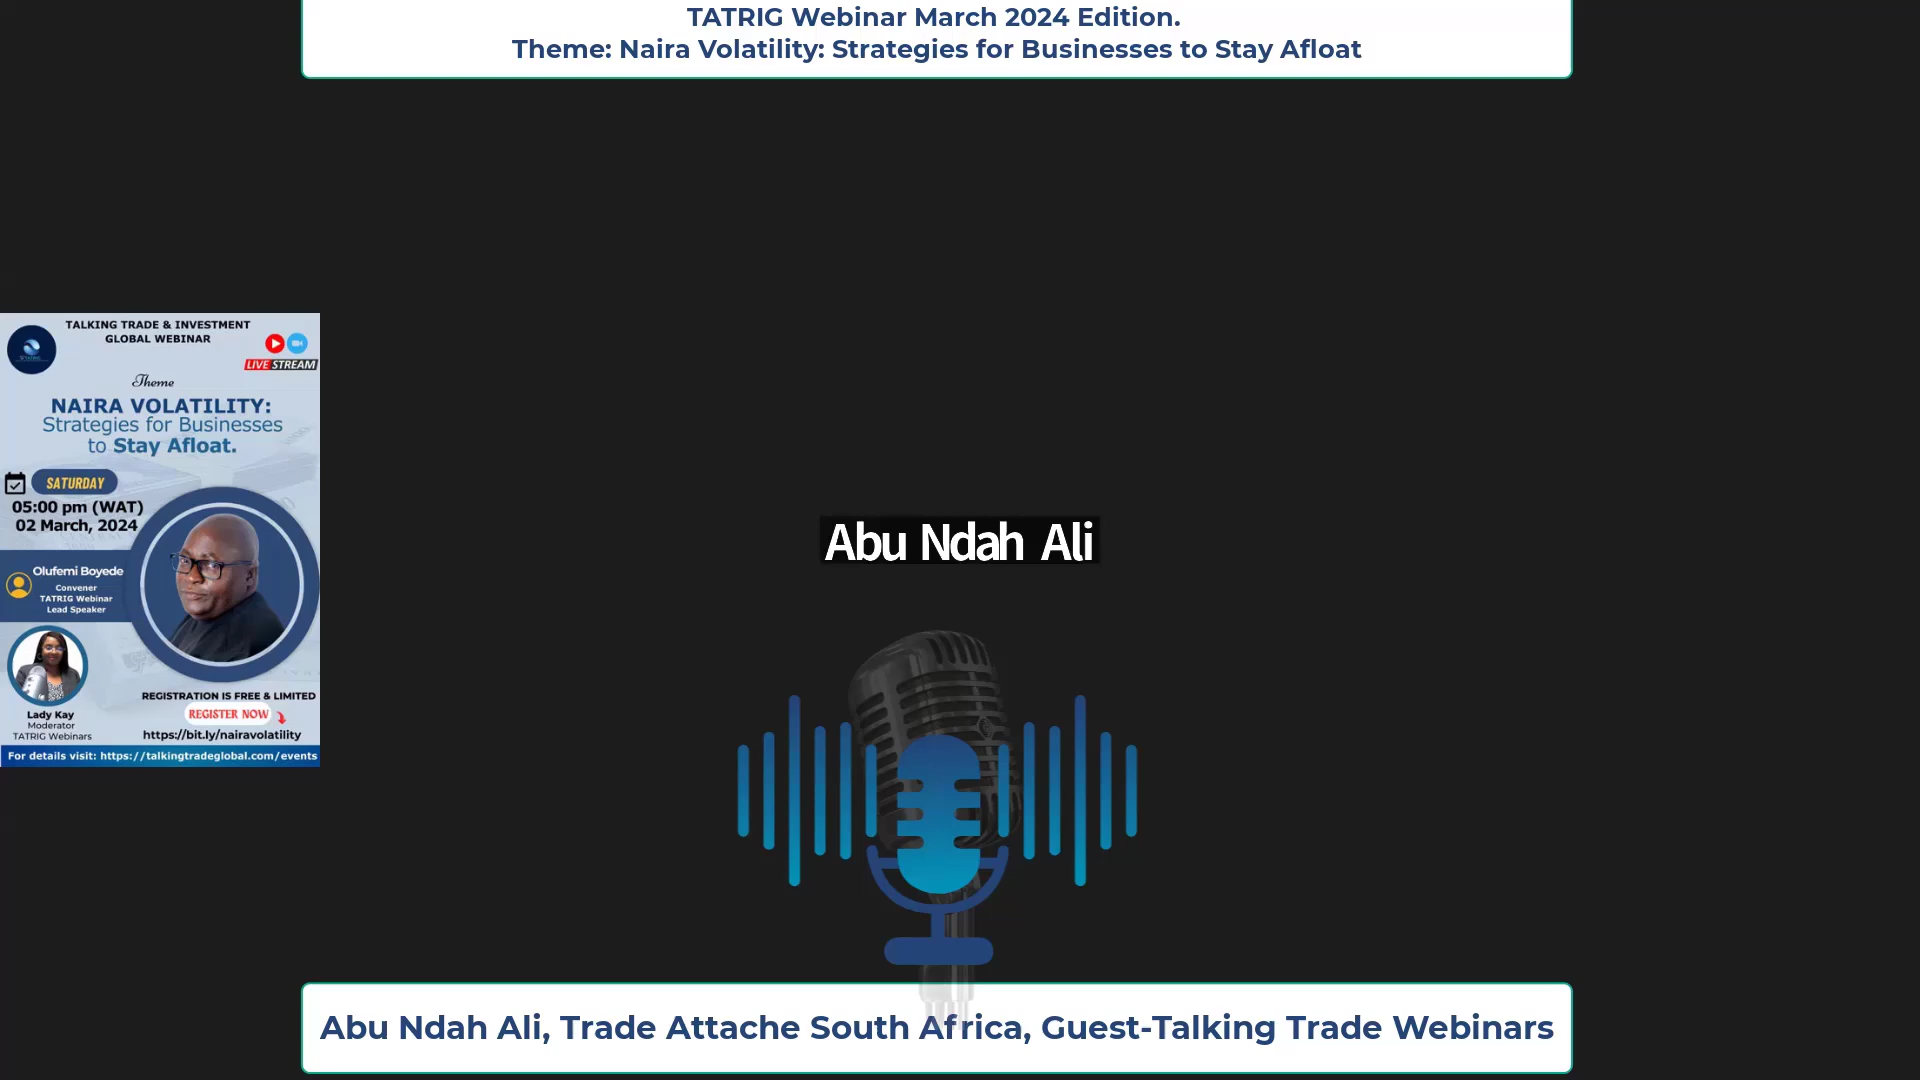 TATRIG Webinar March 2024 Edition.
Theme: Naira Volatility: Strategies for Businesses to Stay Afloat
TALKING TRADE & INVESTMENT
GLOBAL WEBINAR
LIVE STREAM
Theme
NAIRA VOLATILITY:
Strategies for Businesses
to Stay Afloat.
SATURDAY
05:00 pm (WAT)
02 March, 2024
Olufemi Boyede
Convener
TATRIG Webinar
Lead Speaker
Lady Kay
Moderator
TATRIG Webinars
REGISTRATION IS FREE & LIMITED
REGISTER NOW
https://bit.ly/nairavolatility
For details visit: https://talkingtradeglobal.com/events
Abu Ndah Ali
Abu Ndah Ali, Trade Attache South Africa, Guest-Talking Trade Webinars